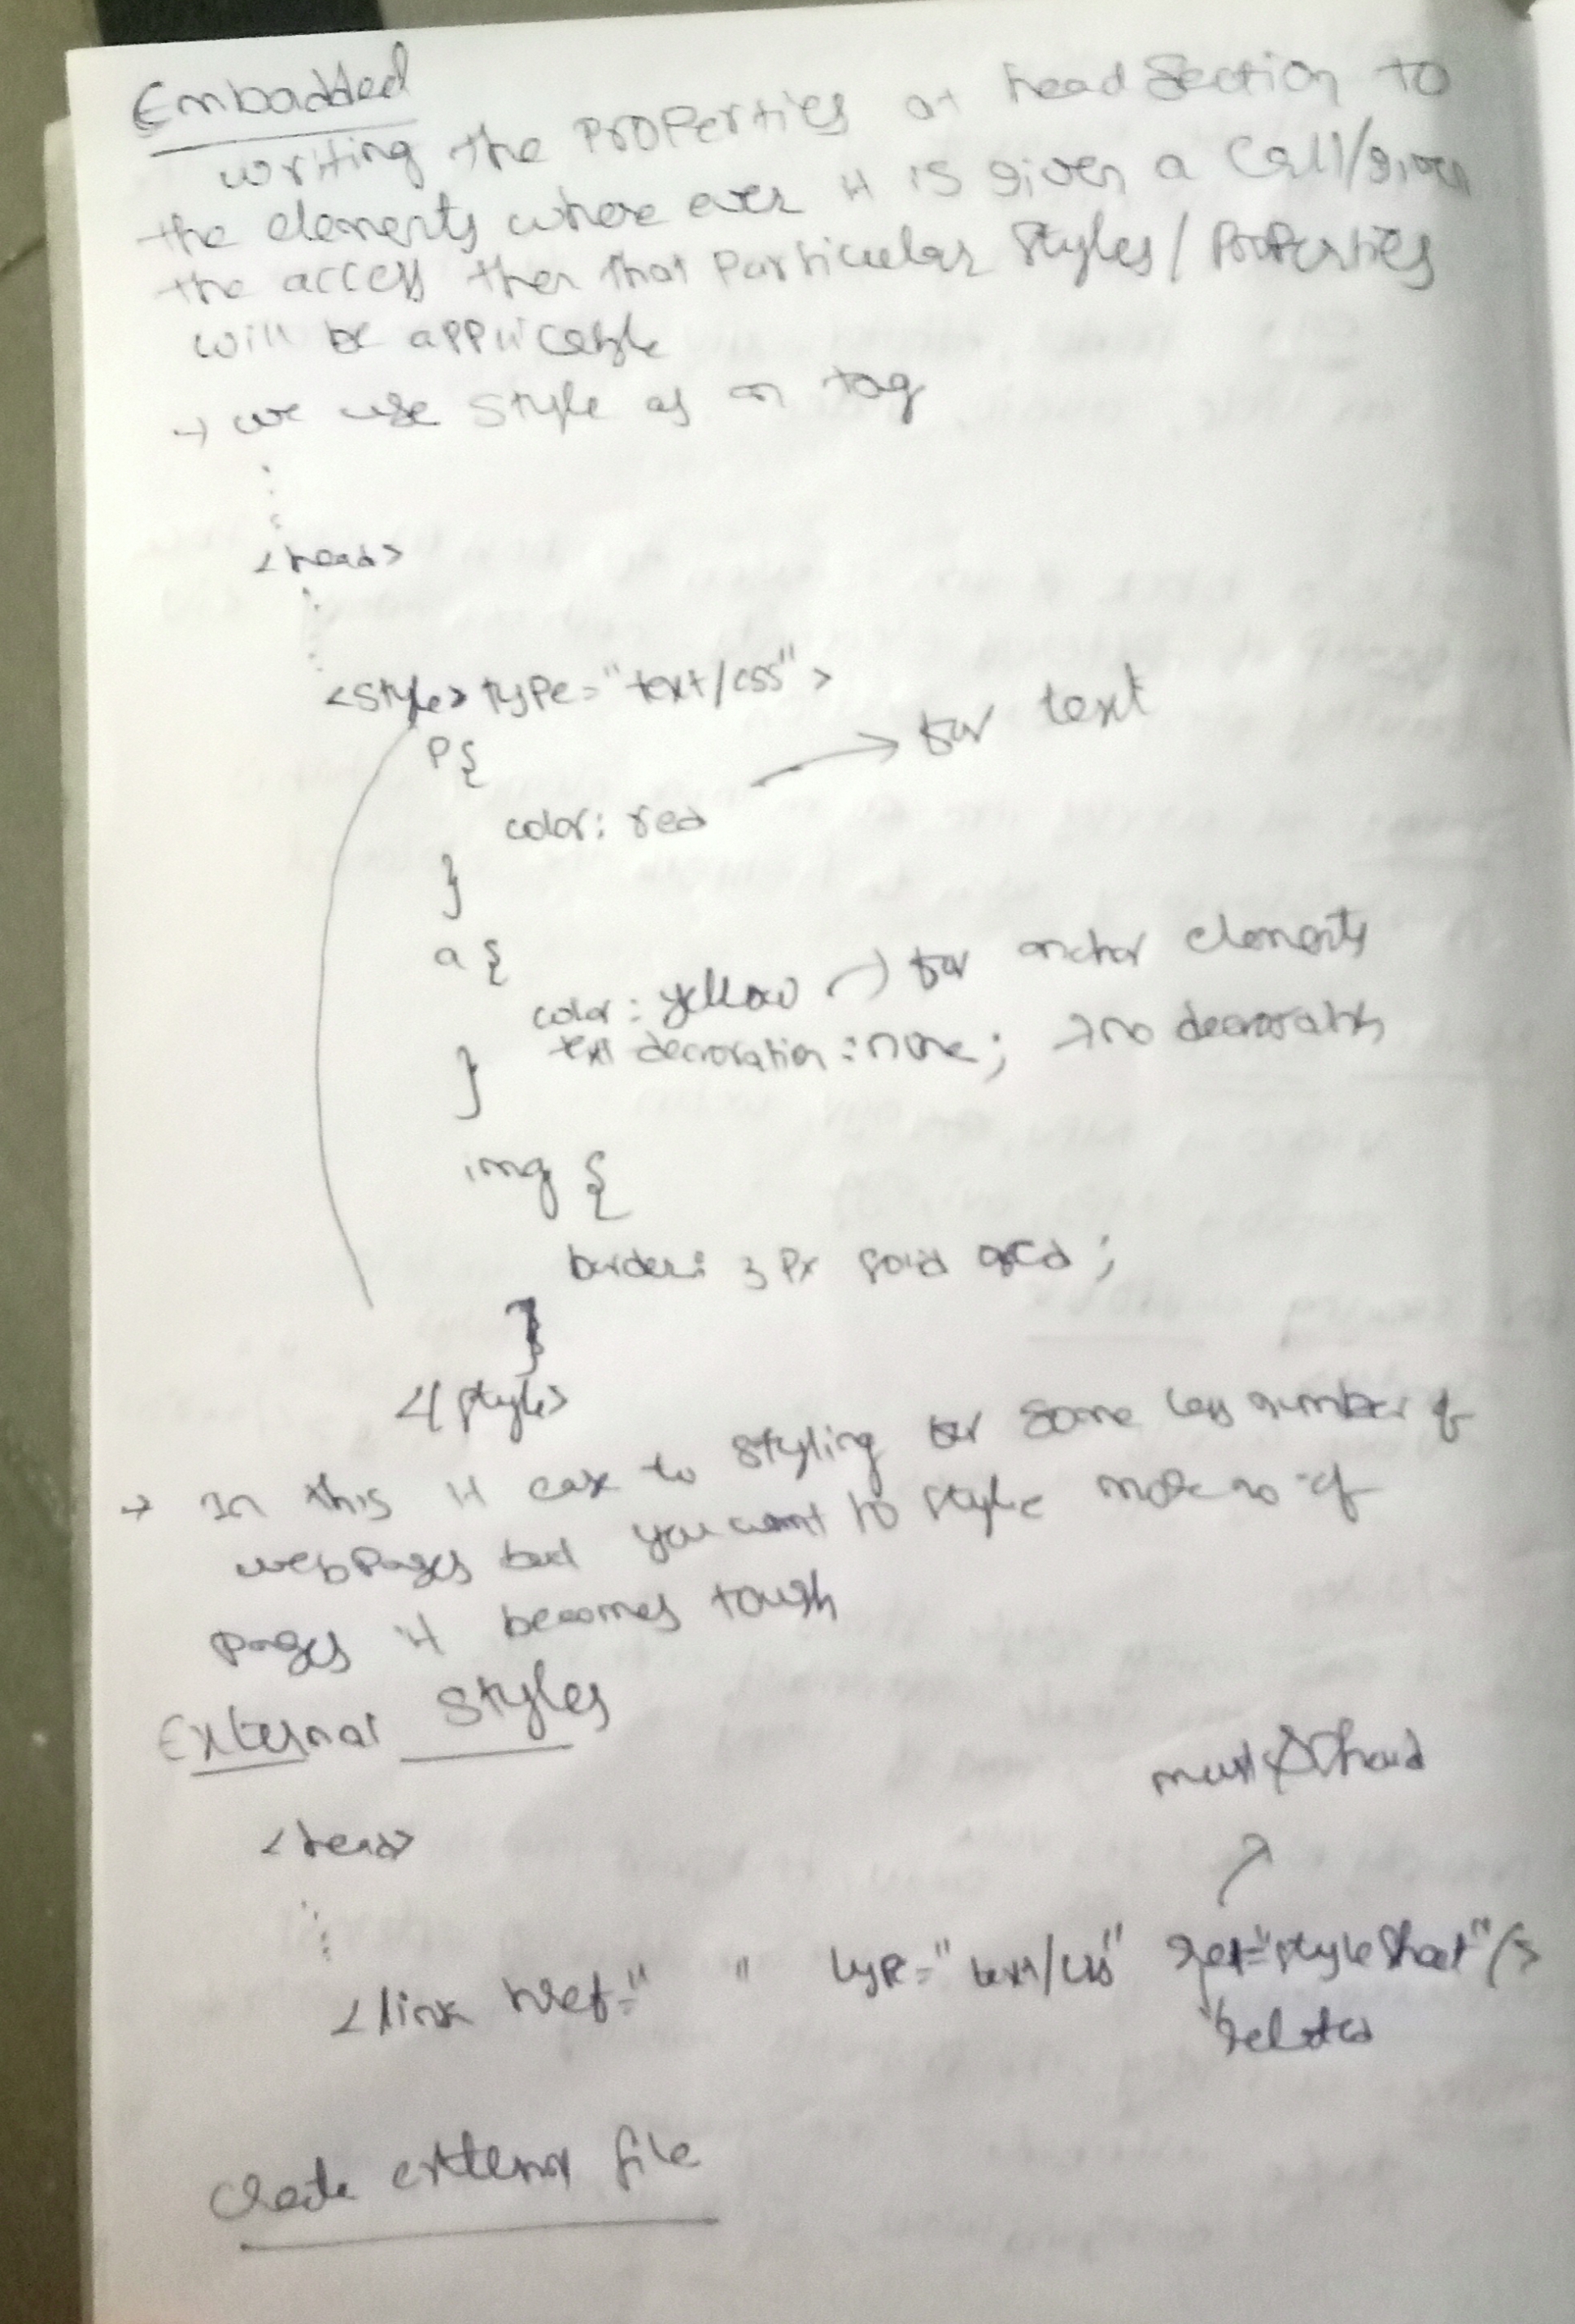 Embadded
writing the properties at head section to
the elements where ever it is given a call/given
the access then that particular styles / properties
will be applicable
→ we use style as an tag
<head>
<style> type="text/css">
P{
color: red → for text
}
a {
color: yellow → for anchor elements
text decroration : none; → no decroration
}
img {
border: 3 Px solid red ;
}
</style>
→ In this it easy to styling for some less number of
webpages but you want to style more no of
pages it becomes tough
External Styles
must &
<head>
<link href=" " type="text/css" rel="stylesheet"/>
related
Create external file